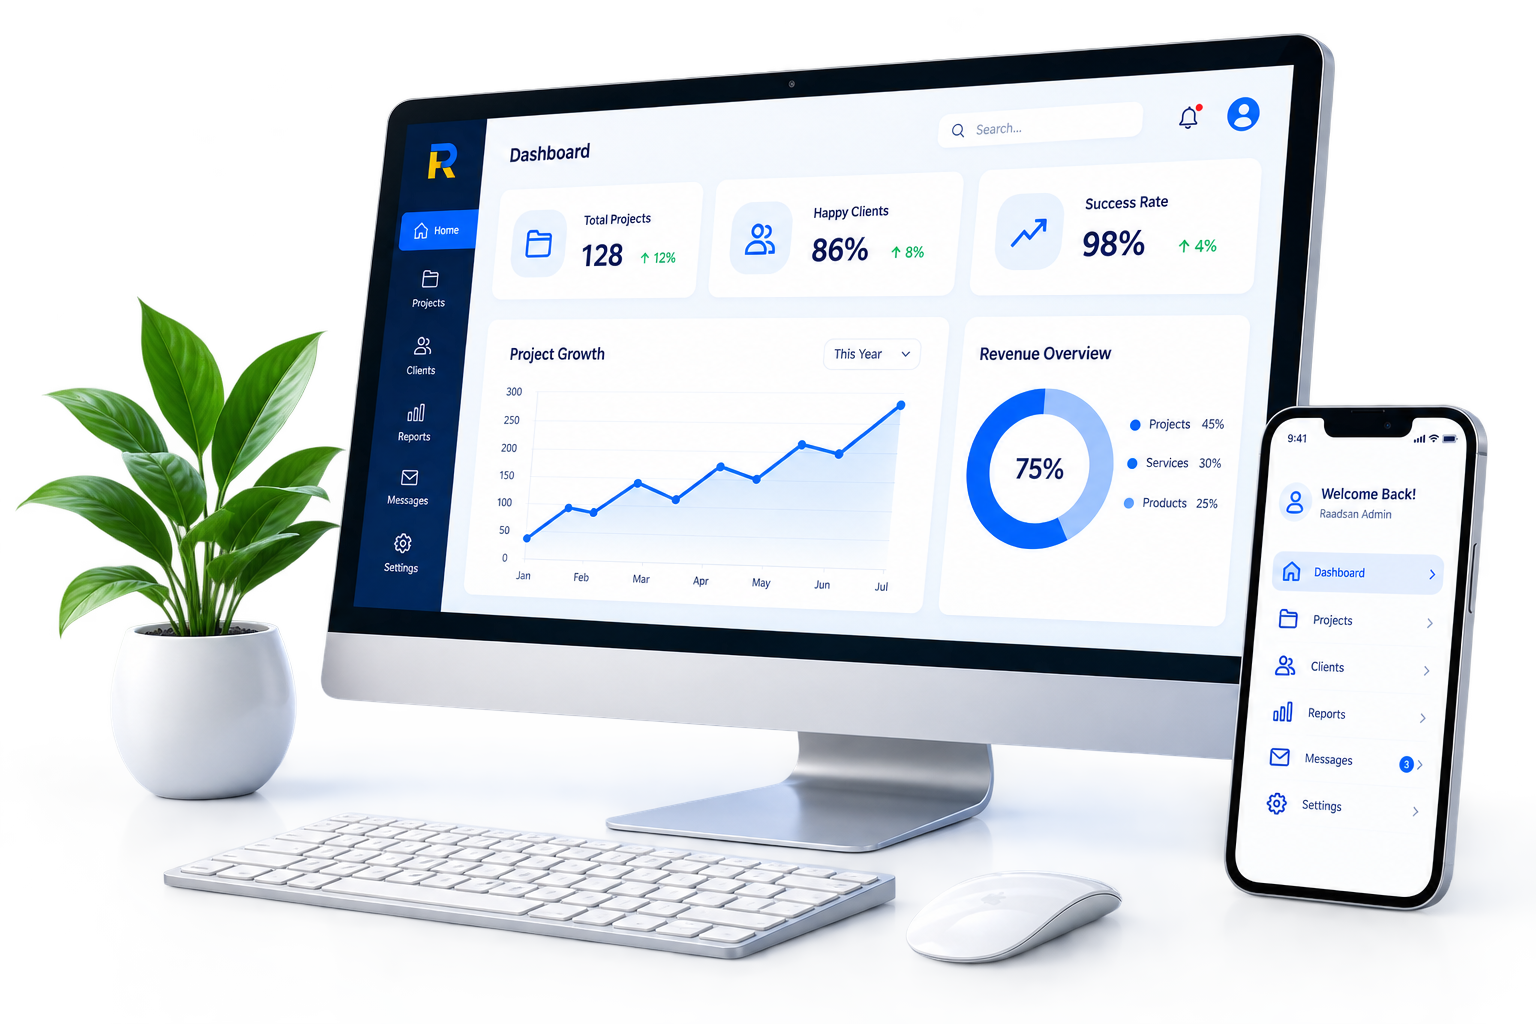 R
Dashboard
Search...
Home
Projects
Clients
Reports
Messages
Settings
Total Projects
128 ↑ 12%
Happy Clients
86% ↑ 8%
Success Rate
98% ↑ 4%
Project Growth
This Year
300
250
200
150
100
50
0
Jan Feb Mar Apr May Jun Jul
Revenue Overview
75%
Projects 45%
Services 30%
Products 25%
9:41
Welcome Back!
Raadsan Admin
Dashboard
Projects
Clients
Reports
Messages 3
Settings